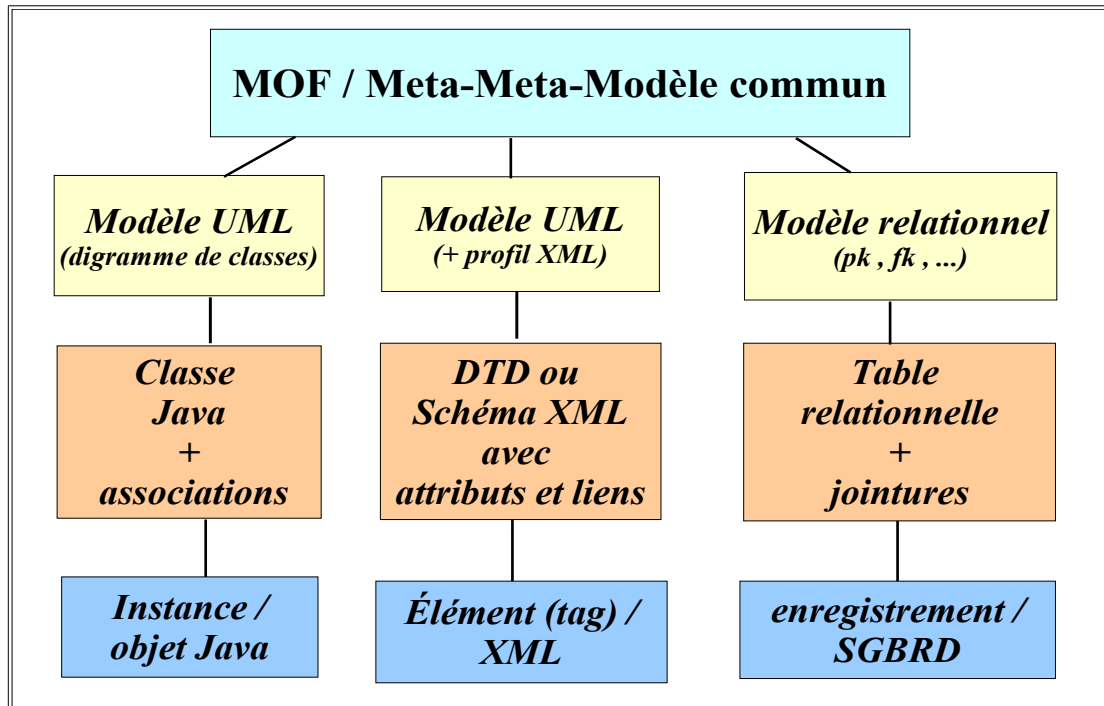 MOF / Meta-Meta-Modèle commun
Modèle UML
(digramme de classes)
Modèle UML
(+ profil XML)
Modèle relationnel
(pk , fk , ...)
Classe
Java
+
associations
DTD ou
Schéma XML
avec
attributs et liens
Table
relationnelle
+
jointures
Instance /
objet Java
Élément (tag) /
XML
enregistrement /
SGBRD